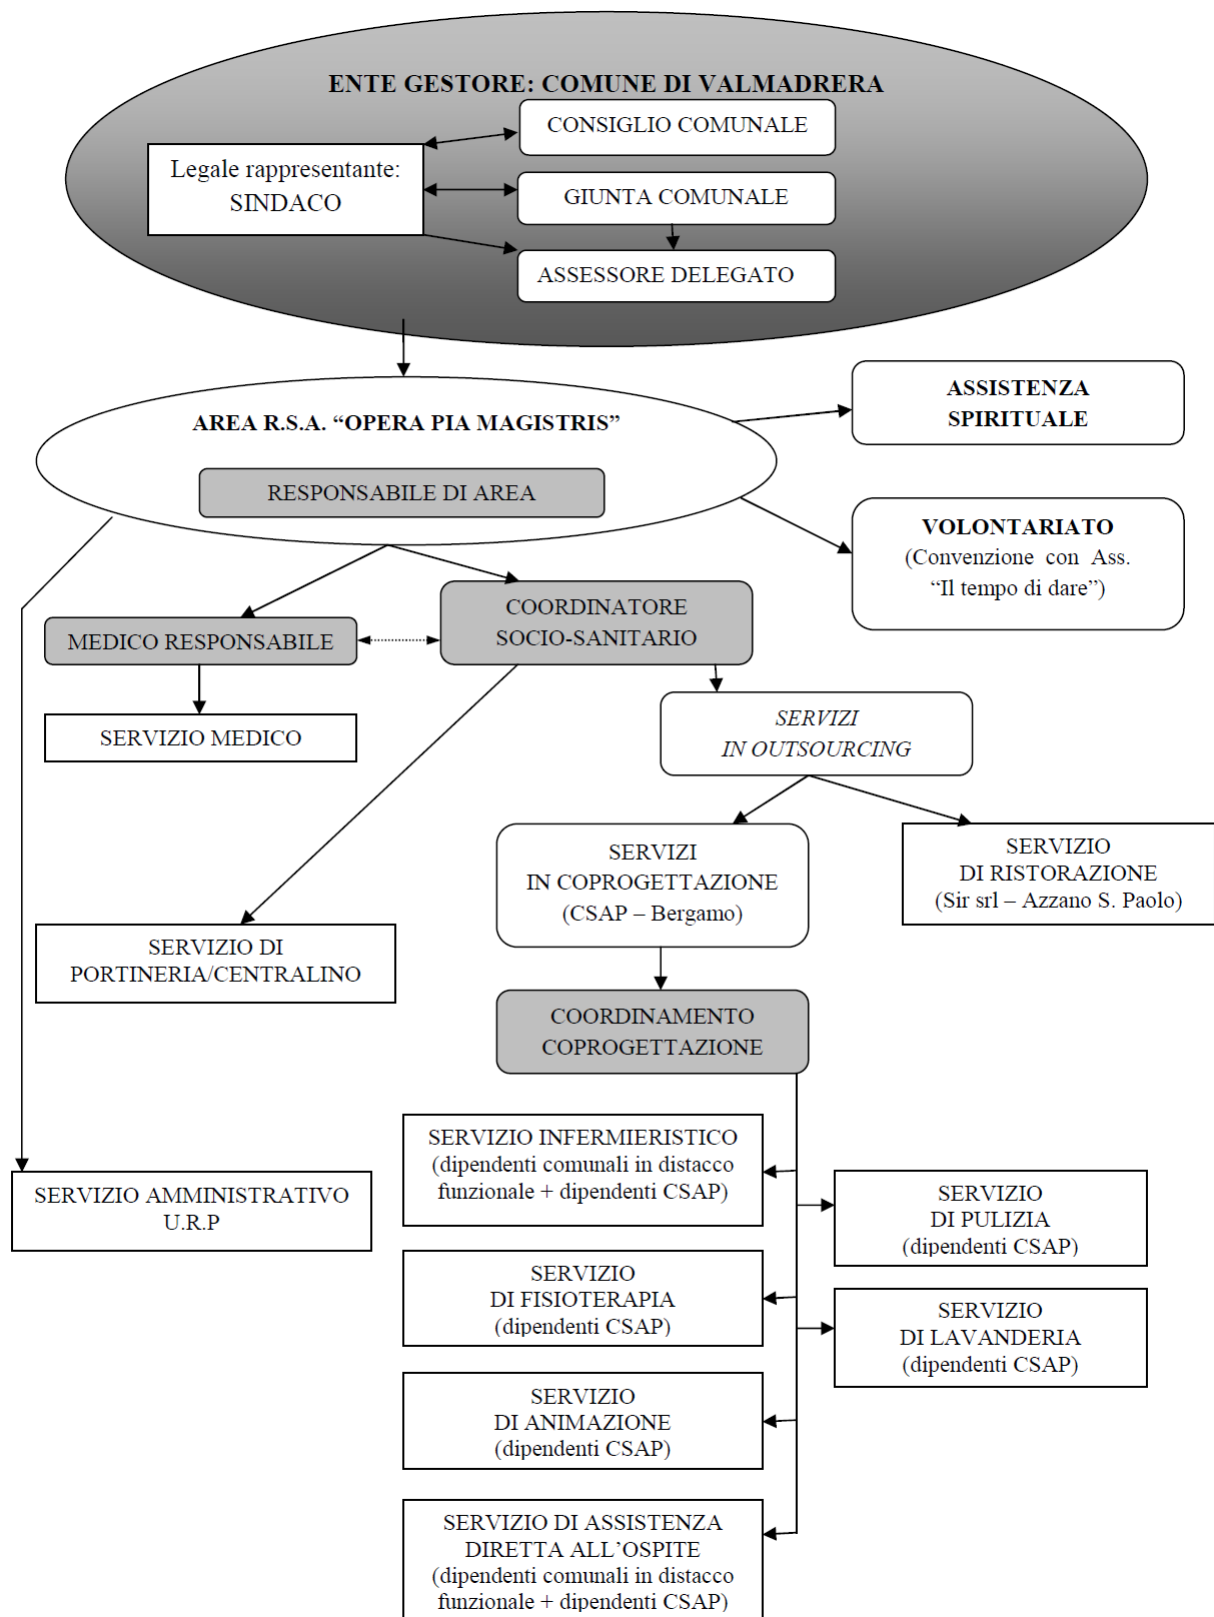 ENTE GESTORE: COMUNE DI VALMADRERA
CONSIGLIO COMUNALE
Legale rappresentante:
SINDACO
GIUNTA COMUNALE
ASSESSORE DELEGATO
AREA R.S.A. “OPERA PIA MAGISTRIS”
RESPONSABILE DI AREA
ASSISTENZA
SPIRITUALE
VOLONTARIATO
(Convenzione con Ass.
“Il tempo di dare”)
MEDICO RESPONSABILE
COORDINATORE
SOCIO-SANITARIO
SERVIZIO MEDICO
SERVIZI
IN OUTSOURCING
SERVIZI
IN COPROGETTAZIONE
(CSAP – Bergamo)
SERVIZIO
DI RISTORAZIONE
(Sir srl – Azzano S. Paolo)
SERVIZIO DI
PORTINERIA/CENTRALINO
COORDINAMENTO
COPROGETTAZIONE
SERVIZIO INFERMIERISTICO
(dipendenti comunali in distacco
funzionale + dipendenti CSAP)
SERVIZIO AMMINISTRATIVO
U.R.P
SERVIZIO
DI PULIZIA
(dipendenti CSAP)
SERVIZIO
DI FISIOTERAPIA
(dipendenti CSAP)
SERVIZIO
DI LAVANDERIA
(dipendenti CSAP)
SERVIZIO
DI ANIMAZIONE
(dipendenti CSAP)
SERVIZIO DI ASSISTENZA
DIRETTA ALL’OSPITE
(dipendenti comunali in distacco
funzionale + dipendenti CSAP)